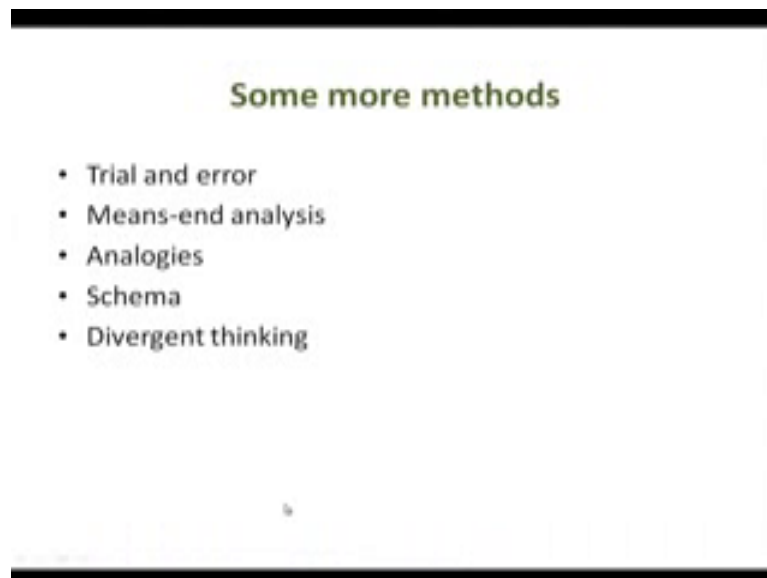 Some more methods
• Trial and error
• Means-end analysis
• Analogies
• Schema
• Divergent thinking